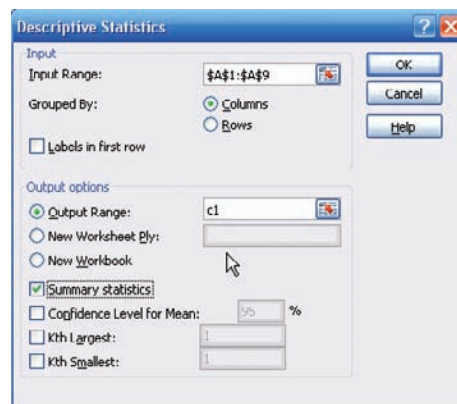 Descriptive Statistics
Input
Input Range: $A$1:$A$9
Grouped By: Columns
Rows
Labels in first row
OK
Cancel
Help
Output options
Output Range: c1
New Worksheet Ply:
New Workbook
Summary statistics
Confidence Level for Mean: 95 %
Kth Largest: 1
Kth Smallest: 1